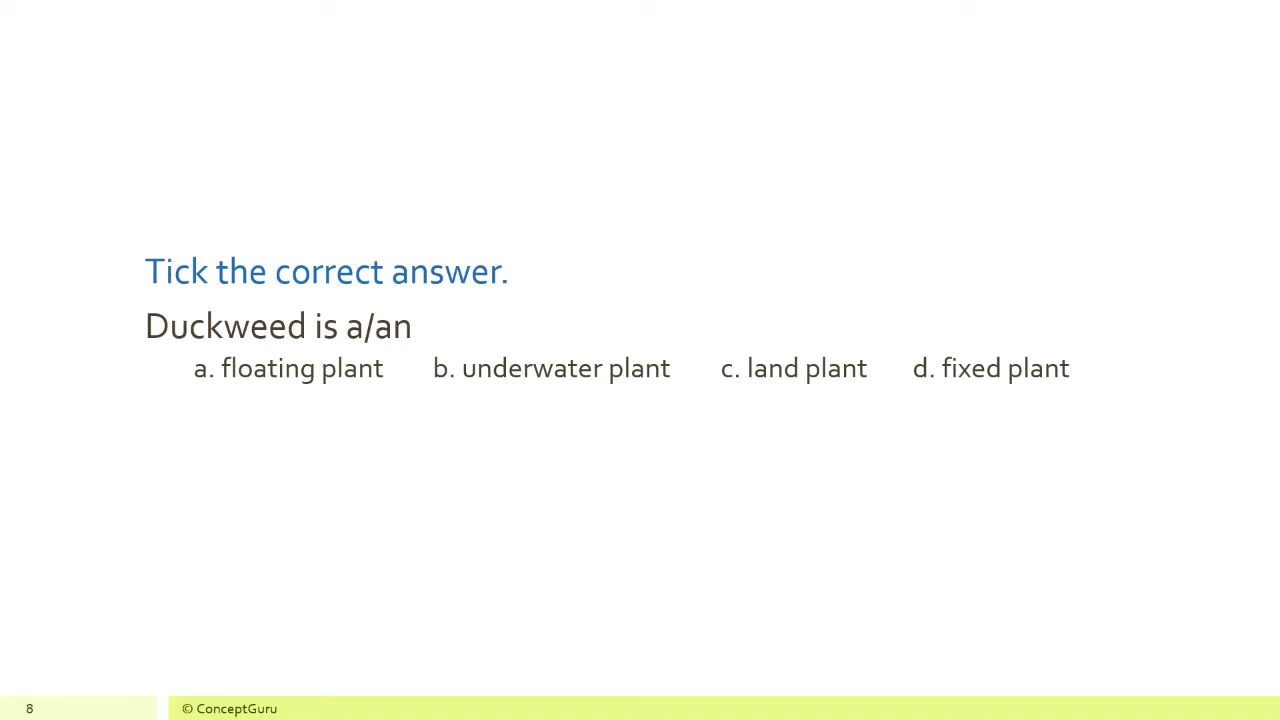 Tick the correct answer.
Duckweed is a/an
a. floating plant b. underwater plant c. land plant d. fixed plant
8 © ConceptGuru